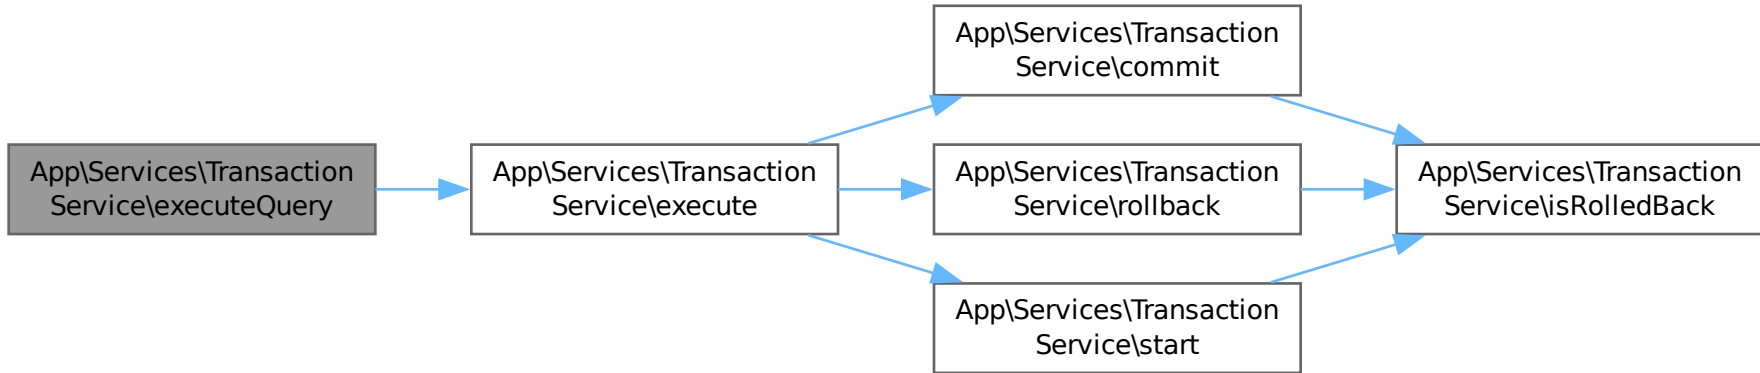 App\Services\Transaction
Service\executeQuery
App\Services\Transaction
Service\execute
App\Services\Transaction
Service\commit
App\Services\Transaction
Service\rollback
App\Services\Transaction
Service\start
App\Services\Transaction
Service\isRolledBack